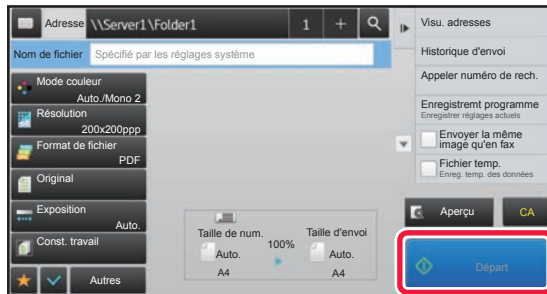 Adresse \\Server1\Folder1 1 +
Nom de fichier Spécifié par les réglages système
Mode couleur
Auto./Mono 2
Résolution
200x200ppp
Format de fichier
PDF
Original
Exposition
Auto.
Const. travail
Autres
Taille de num.
100%
Taille d'envoi
Auto.
Auto.
A4
A4
Visu. adresses
Historique d'envoi
Appeler numéro de rech.
Enregistremt programme
Enregistrer réglages actuels
Envoyer la même
image qu'en fax
Fichier temp.
Enreg. temp. des données
Aperçu
CA
Départ